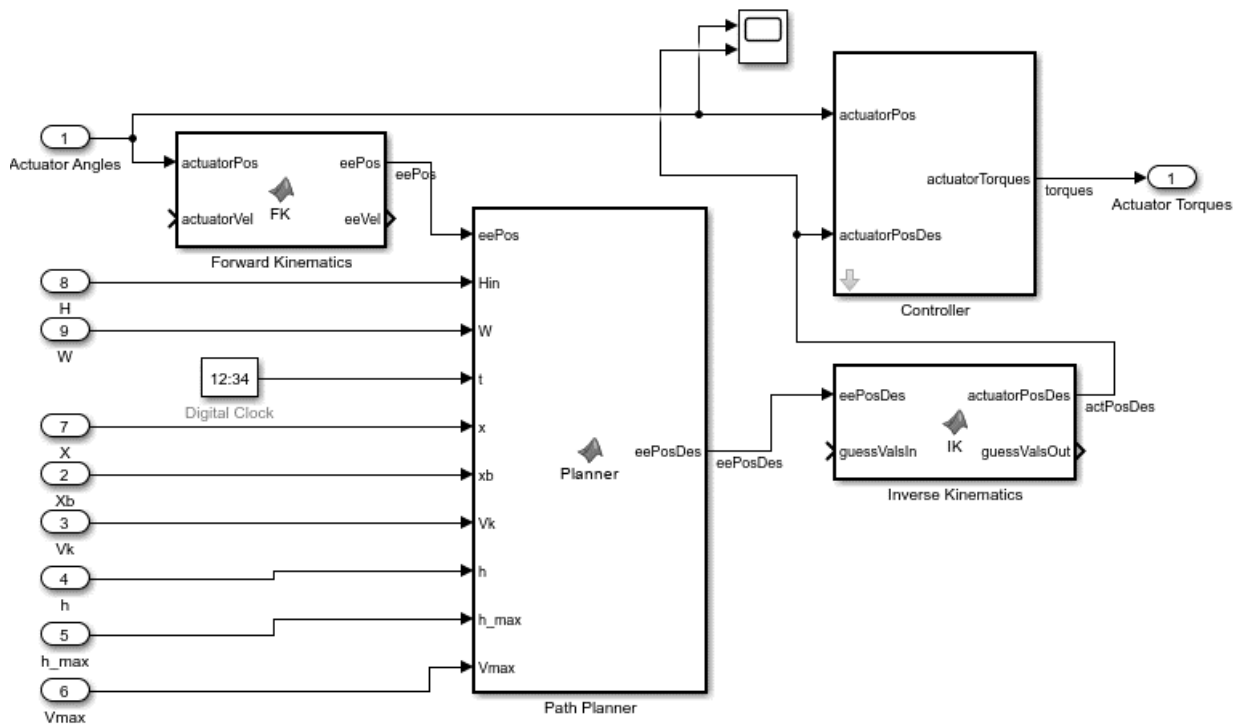 1
Actuator Angles
actuatorPos
eePos
eePos
FK
actuatorVel
eeVel
Forward Kinematics
8
H
9
W
12:34
Digital Clock
7
X
2
Xb
3
Vk
4
h
5
h_max
6
Vmax
eePos
Hin
W
t
x
xb
Vk
h
h_max
Vmax
Planner
eePosDes
eePosDes
Path Planner
actuatorPos
actuatorPosDes
actuatorTorques
torques
Controller
1
Actuator Torques
eePosDes
actuatorPosDes
actPosDes
IK
guessValsIn
guessValsOut
Inverse Kinematics